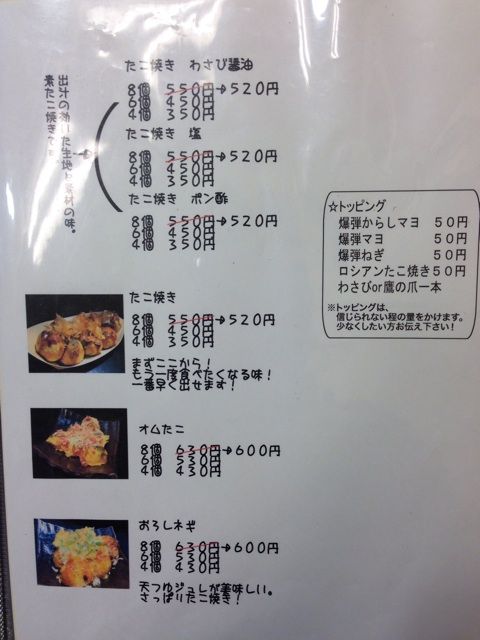 たこ焼き わさび醤油
8個 550円→520円
6個 450円
4個 350円
たこ焼き 塩
8個 550円→520円
6個 450円
4個 350円
たこ焼き ポン酢
8個 550円→520円
6個 450円
4個 350円
出汁の効いた生地と素材の味。
素たこ焼きです。
☆トッピング
爆弾からしマヨ 50円
爆弾マヨ 50円
爆弾ねぎ 50円
ロシアンたこ焼き50円
わさびor鷹の爪一本
※トッピングは、
信じられない程の量をかけます。
少なくしたい方お伝え下さい!
たこ焼き
8個 550円→520円
6個 450円
4個 350円
まずここから!
もう一度食べたくなる味!
一番早く出せます!
オムたこ
8個 630円→600円
6個 530円
4個 430円
おろしネギ
8個 630円→600円
6個 530円
4個 430円
天つゆジュレが美味しい。
さっぱりたこ焼き!